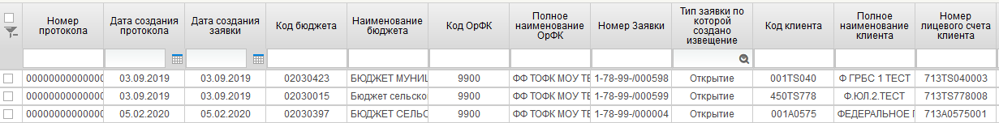 Номер протокола Дата создания протокола Дата создания заявки Код бюджета Наименование бюджета Код ОрФК Полное наименование ОрФК Номер Заявки Тип заявки по которой создано извещение Код клиента Полное наименование клиента Номер лицевого счета клиента
00000000000000 03.09.2019 03.09.2019 02030423 БЮДЖЕТ МУНИЦ 9900 ФФ ТОФК МОУ ТЕ 1-78-99-/000598 Открытие 001TS040 Ф ГРБС 1 ТЕСТ 713TS040003
00000000000000 03.09.2019 03.09.2019 02030015 Бюджет сельско 9900 ФФ ТОФК МОУ ТЕ 1-78-99-/000599 Открытие 450TS778 Ф.ЮЛ.2.ТЕСТ 713TS778008
00000000000000 05.02.2020 05.02.2020 02030397 БЮДЖЕТ СЕЛЬС 9900 ФФ ТОФК МОУ ТЕ 1-78-99-/000004 Открытие 001A0575 ФЕДЕРАЛЬНОЕ Г 713A0575001